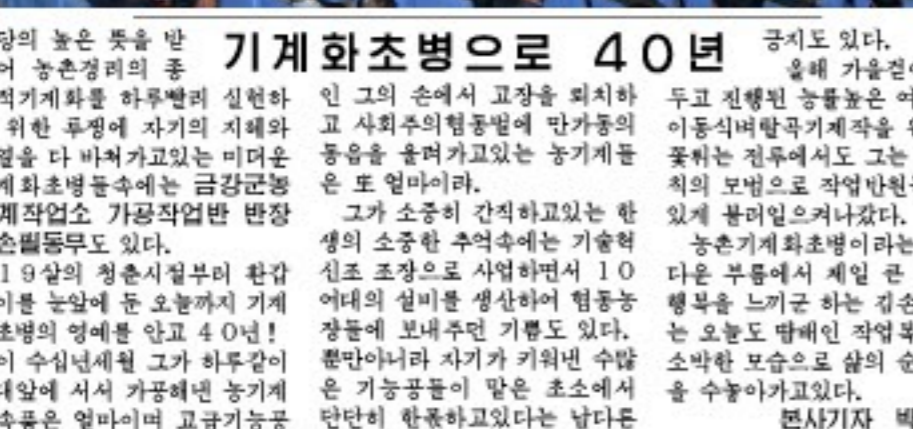 기계화초병으로 40년
당의 높은 뜻을 받
어 농촌경리의 종
적기계화를 하루빨리 실현하
위한 투쟁에 자기의 지혜와
열을 다 바쳐가고있는 미더운
계화초병들속에는 금강군농
계작업소 가공작업반 반장
손필동무도 있다.
19살의 청춘시절부터 환갑
이를 눈앞에 둔 오늘까지 기계
초병의 영예를 안고 40년!
이 수십년세월 그가 하루같이
대앞에 서서 가공해낸 농기계
속품은 얼마이며 고급기능공
인 그의 손에서 고장을 퇴치하
고 사회주의협동벌에 만가동의
동음을 울려가고있는 농기계들
은 또 얼마이랴.
그가 소중히 간직하고있는 한
생의 소중한 추억속에는 기술혁
신조 조장으로 사업하면서 10
여대의 설비를 생산하여 협동농
장들에 보내주던 기쁨도 있다.
뿐만아니라 자기가 키워낸 수많
은 기능공들이 맡은 초소에서
단단히 한몫하고있다는 남다른
긍지도 있다.
올해 가을걷이
두고 진행된 능률높은 여
이동식벼탈곡기제작을 위
꽃튀는 전투에서도 그는
칙의 모범으로 작업반원들
있게 불러일으켜나갔다.
농촌기계화초병이라는
다운 부름에서 제일 큰
행복을 느끼군 하는 김손
는 오늘도 땀배인 작업복
소박한 모습으로 삶의 순
을 수놓아가고있다.
본사기자 박